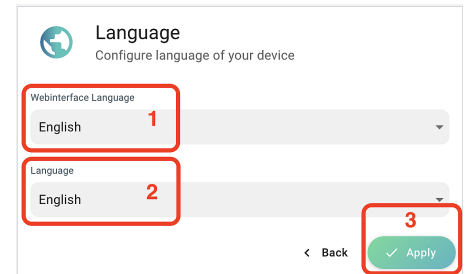 Language
Configure language of your device
Webinterface Language
English 1
Language
English 2
3
Back Apply